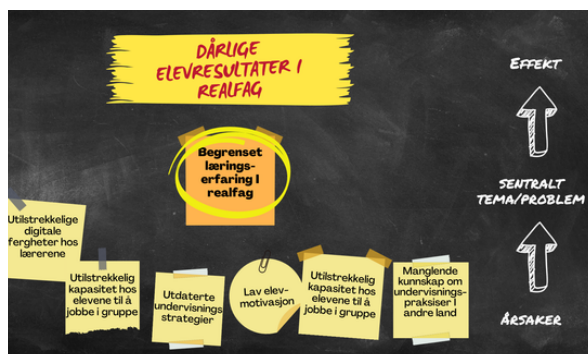 DÅRLIGE
ELEVRESULTATER I
REALFAG
EFFEKT
Begrenset
lærings-
erfaring I
realfag
SENTRALT
TEMA/PROBLEM
Utilstrekkelige
digitale
fergheter hos
lærerene
Utilstrekkelig
kapasitet hos
elevene til å
jobbe i gruppe
Utdaterte
undervisnings
strategier
Lav elev-
motivasjon
Utilstrekkelig
kapasitet hos
elevene til å
jobbe i gruppe
Manglende
kunnskap om
undervisning­s-
praksiser I
andre land
ÅRSAKER